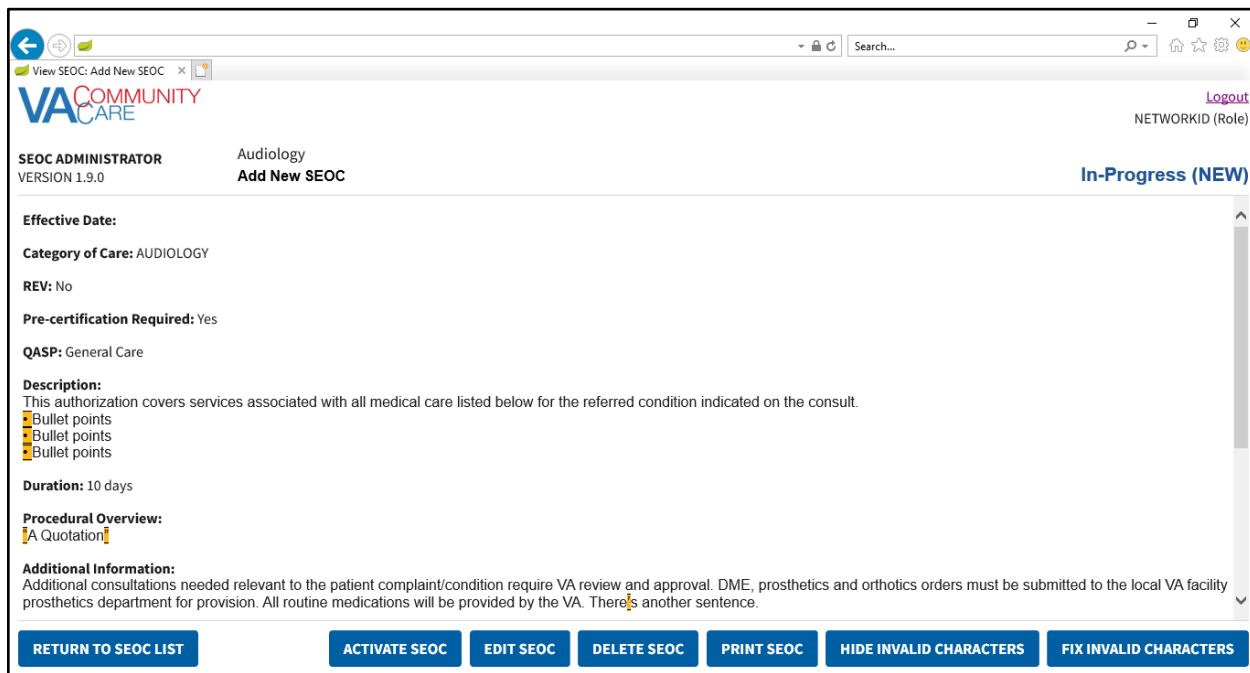 Search...
View SEOC: Add New SEOC
VA COMMUNITY CARE
Logout
NETWORKID (Role)
SEOC ADMINISTRATOR
VERSION 1.9.0
Audiology
Add New SEOC
In-Progress (NEW)
Effective Date:
Category of Care: AUDIOLOGY
REV: No
Pre-certification Required: Yes
QASP: General Care
Description:
This authorization covers services associated with all medical care listed below for the referred condition indicated on the consult.
• Bullet points
• Bullet points
• Bullet points
Duration: 10 days
Procedural Overview:
"A Quotation"
Additional Information:
Additional consultations needed relevant to the patient complaint/condition require VA review and approval. DME, prosthetics and orthotics orders must be submitted to the local VA facility
prosthetics department for provision. All routine medications will be provided by the VA. There's another sentence.
RETURN TO SEOC LIST
ACTIVATE SEOC
EDIT SEOC
DELETE SEOC
PRINT SEOC
HIDE INVALID CHARACTERS
FIX INVALID CHARACTERS